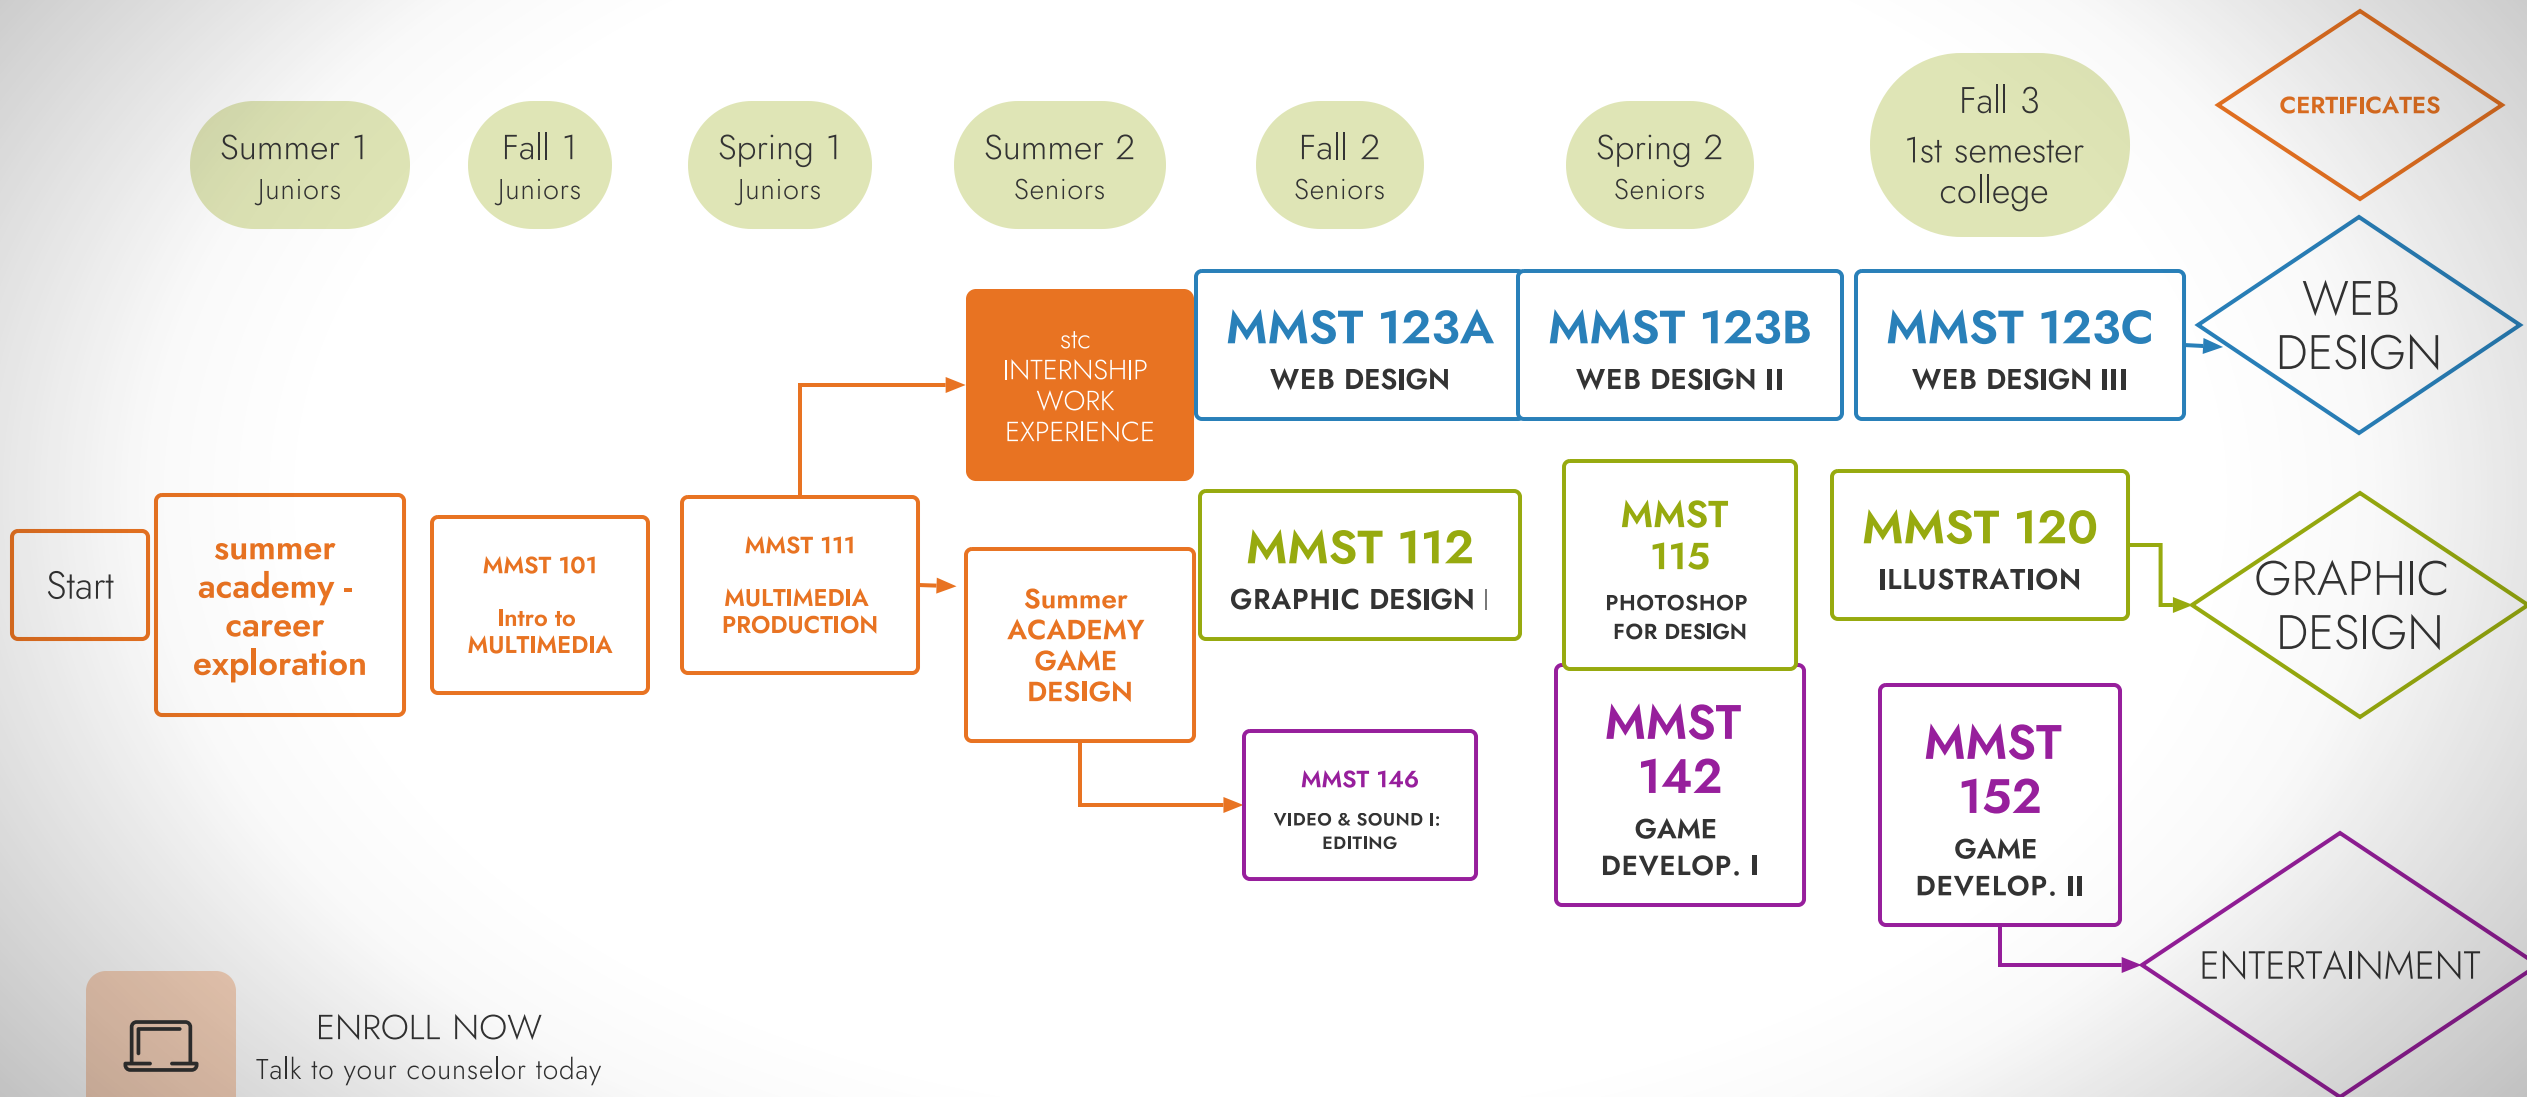 Summer 1
Juniors
Fall 1
Juniors
Spring 1
Juniors
Summer 2
Seniors
Fall 2
Seniors
Spring 2
Seniors
Fall 3
1st semester
college
CERTIFICATES
Start
summer
academy -
career
exploration
MMST 101
Intro to
MULTIMEDIA
MMST 111
MULTIMEDIA
PRODUCTION
stc
INTERNSHIP
WORK
EXPERIENCE
Summer
ACADEMY
GAME
DESIGN
MMST 123A
WEB DESIGN
MMST 123B
WEB DESIGN II
MMST 123C
WEB DESIGN III
WEB
DESIGN
MMST 112
GRAPHIC DESIGN I
MMST
115
PHOTOSHOP
FOR DESIGN
MMST 120
ILLUSTRATION
GRAPHIC
DESIGN
MMST 146
VIDEO & SOUND I:
EDITING
MMST
142
GAME
DEVELOP. I
MMST
152
GAME
DEVELOP. II
ENTERTAINMENT
ENROLL NOW
Talk to your counselor today